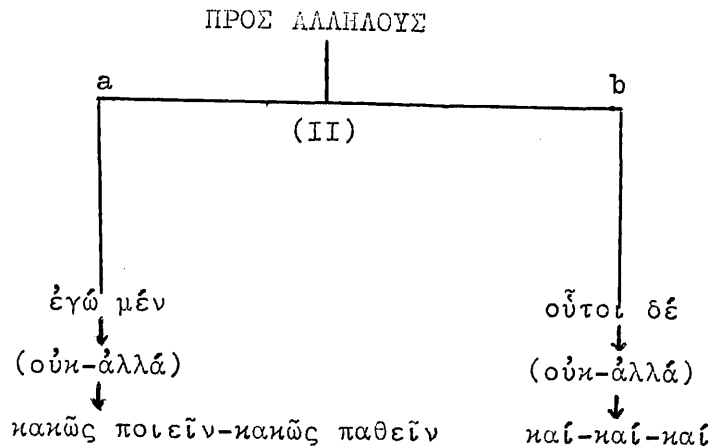 ΠΡΟΣ ΑΛΛΗΛΟΥΣ
a b
(II)
ἐγώ μέν οὗτοι δέ
(οὐκ-ἀλλά) (οὐκ-ἀλλά)
κακῶς ποιεῖν-κακῶς παθεῖν καί-καί-καί